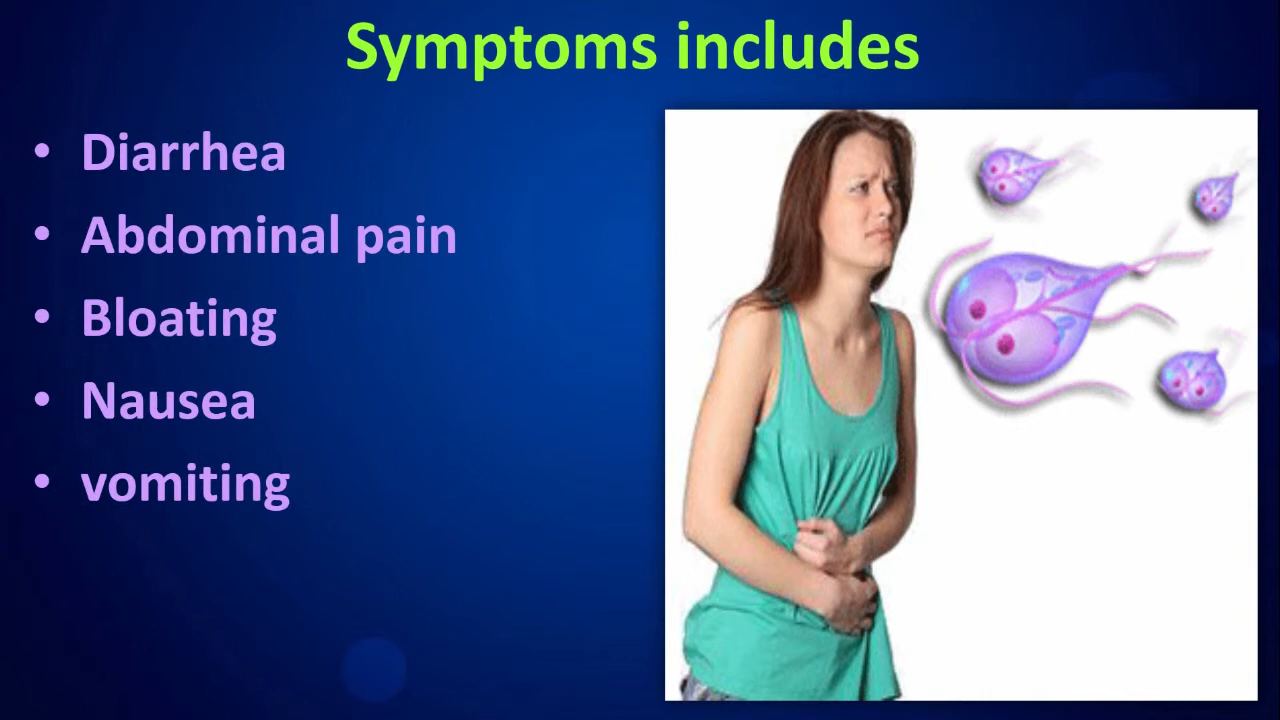 Symptoms includes
• Diarrhea
• Abdominal pain
• Bloating
• Nausea
• vomiting